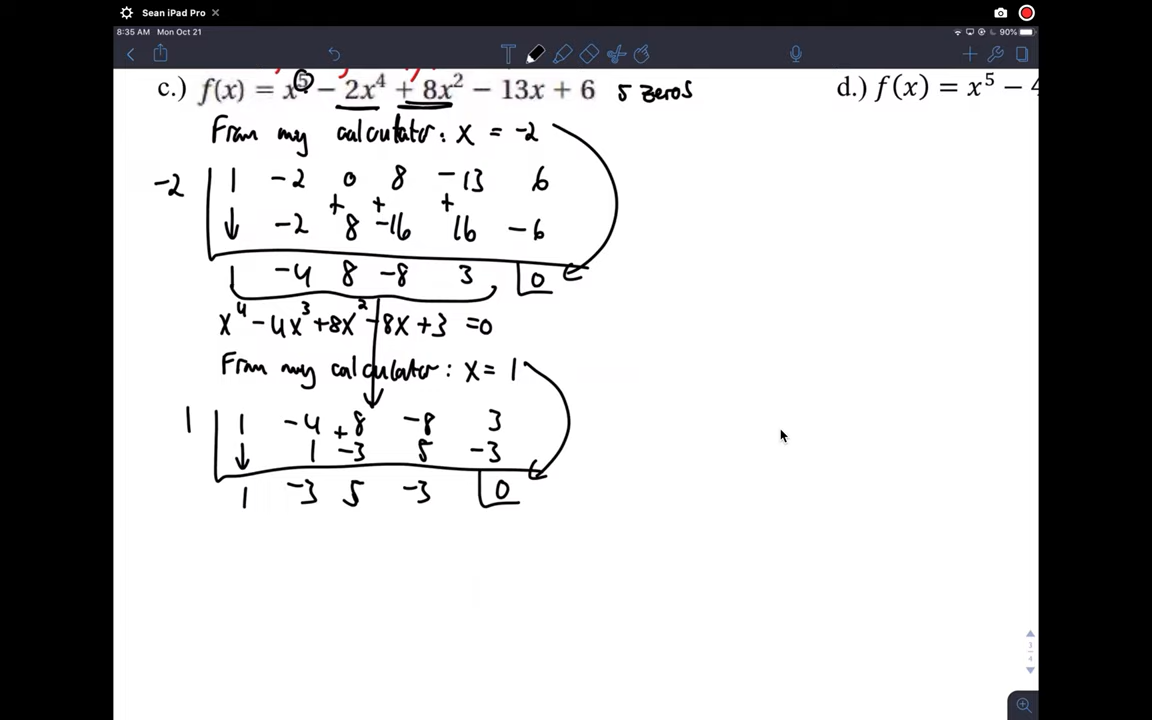 Sean iPad Pro ×
8:35 AM Mon Oct 21
90%
T
c.) f(x) = x⁵ − 2x⁴ + 8x² − 13x + 6 5 zeros
d.) f(x) = x⁵ − 4
From my calculator: x = -2
-2 1 -2 0 8 -13 6
+ + +
↓ -2 8 -16 16 -6
1 -4 8 -8 3 0
x⁴ - 4x³ + 8x² - 8x + 3 = 0
From my calculator: x = 1
1 1 -4 + 8 -8 3
↓ 1 -3 5 -3
1 -3 5 -3 0
3
4